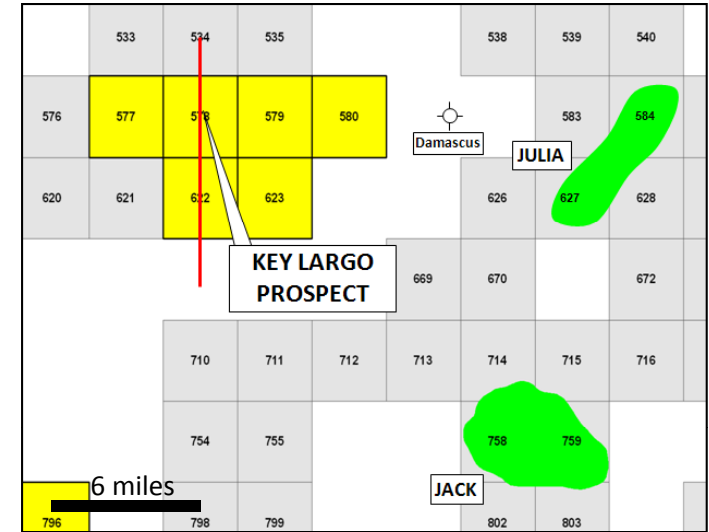 533 534 535 538 539 540
576 577 578 579 580 583 584
Damascus
JULIA
620 621 622 623 626 627 628
KEY LARGO
PROSPECT
669 670 672
710 711 712 713 714 715 716
754 755 758 759
6 miles
JACK
796 798 799 802 803